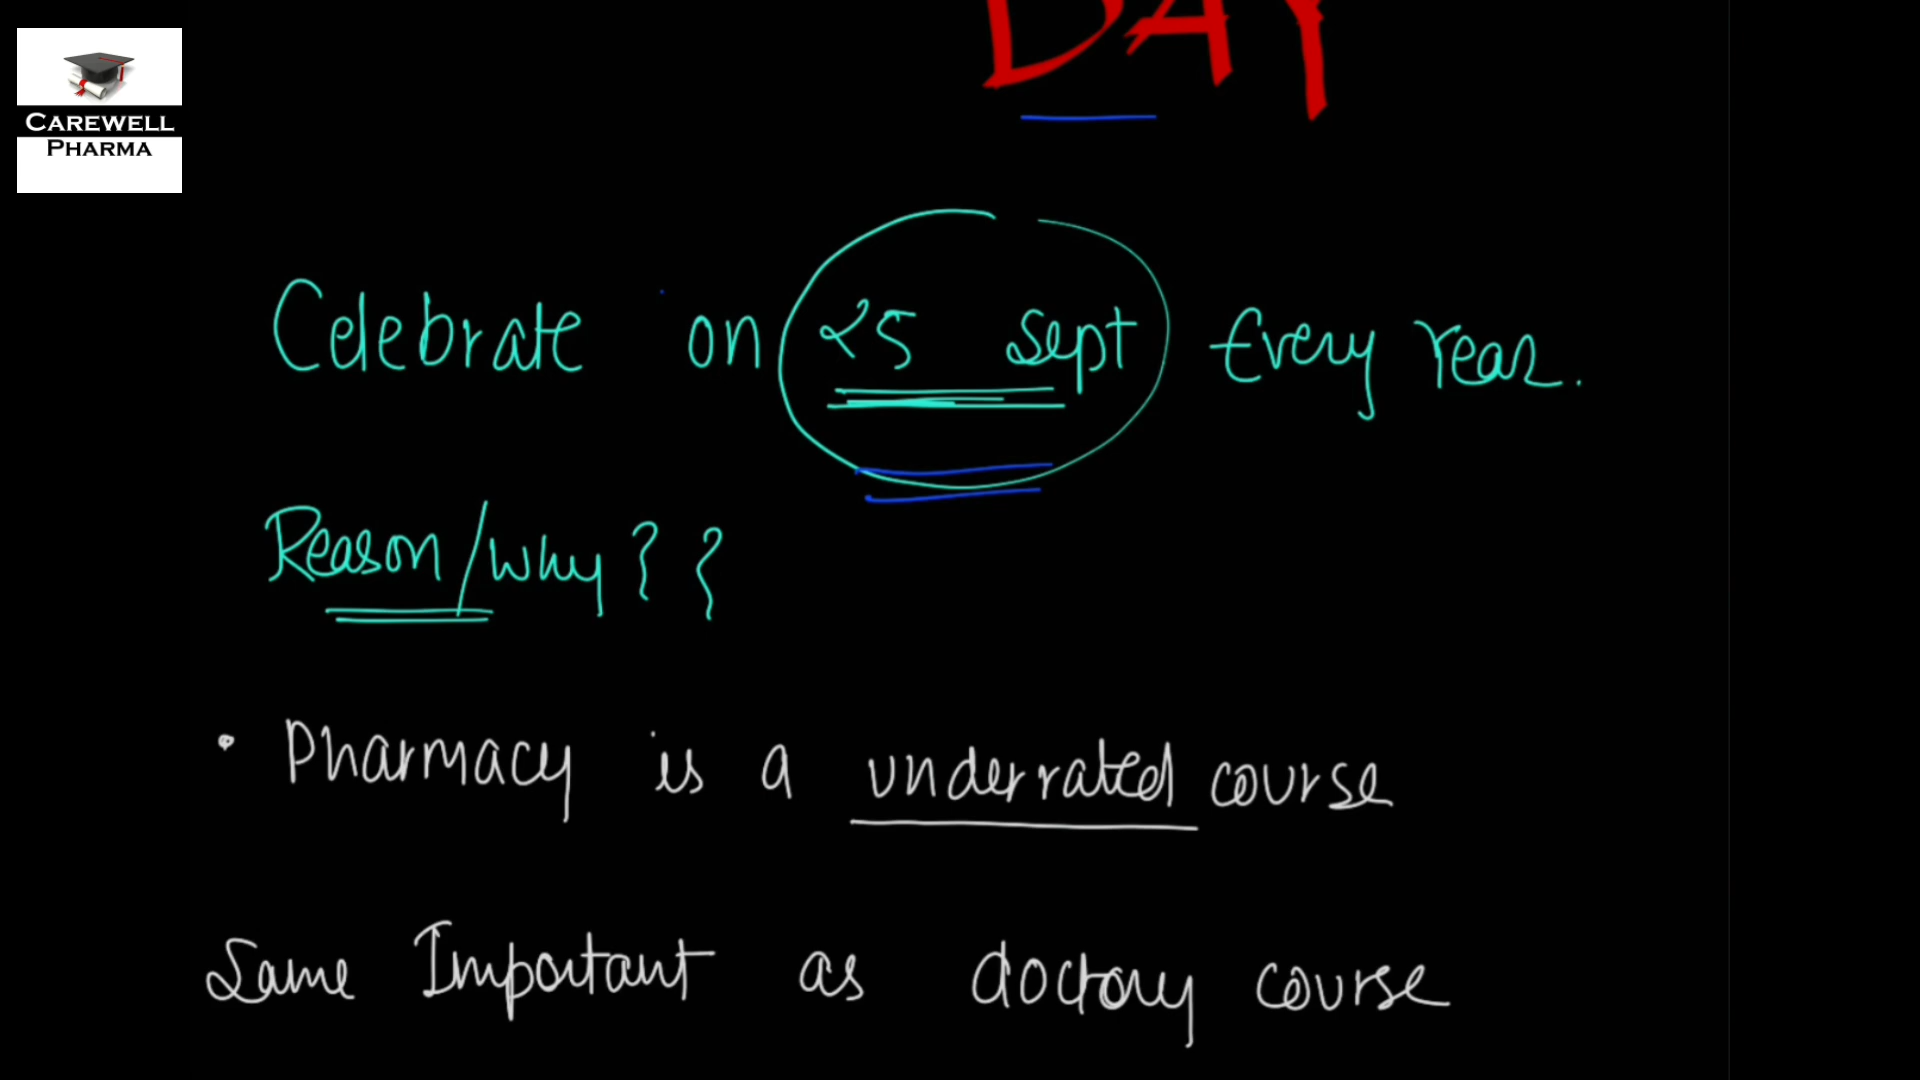 DAY
CAREWELL
PHARMA
Celebrate on 25 Sept Every Year.
Reason/why??
• Pharmacy is a underrated course
Same Important as doctory course